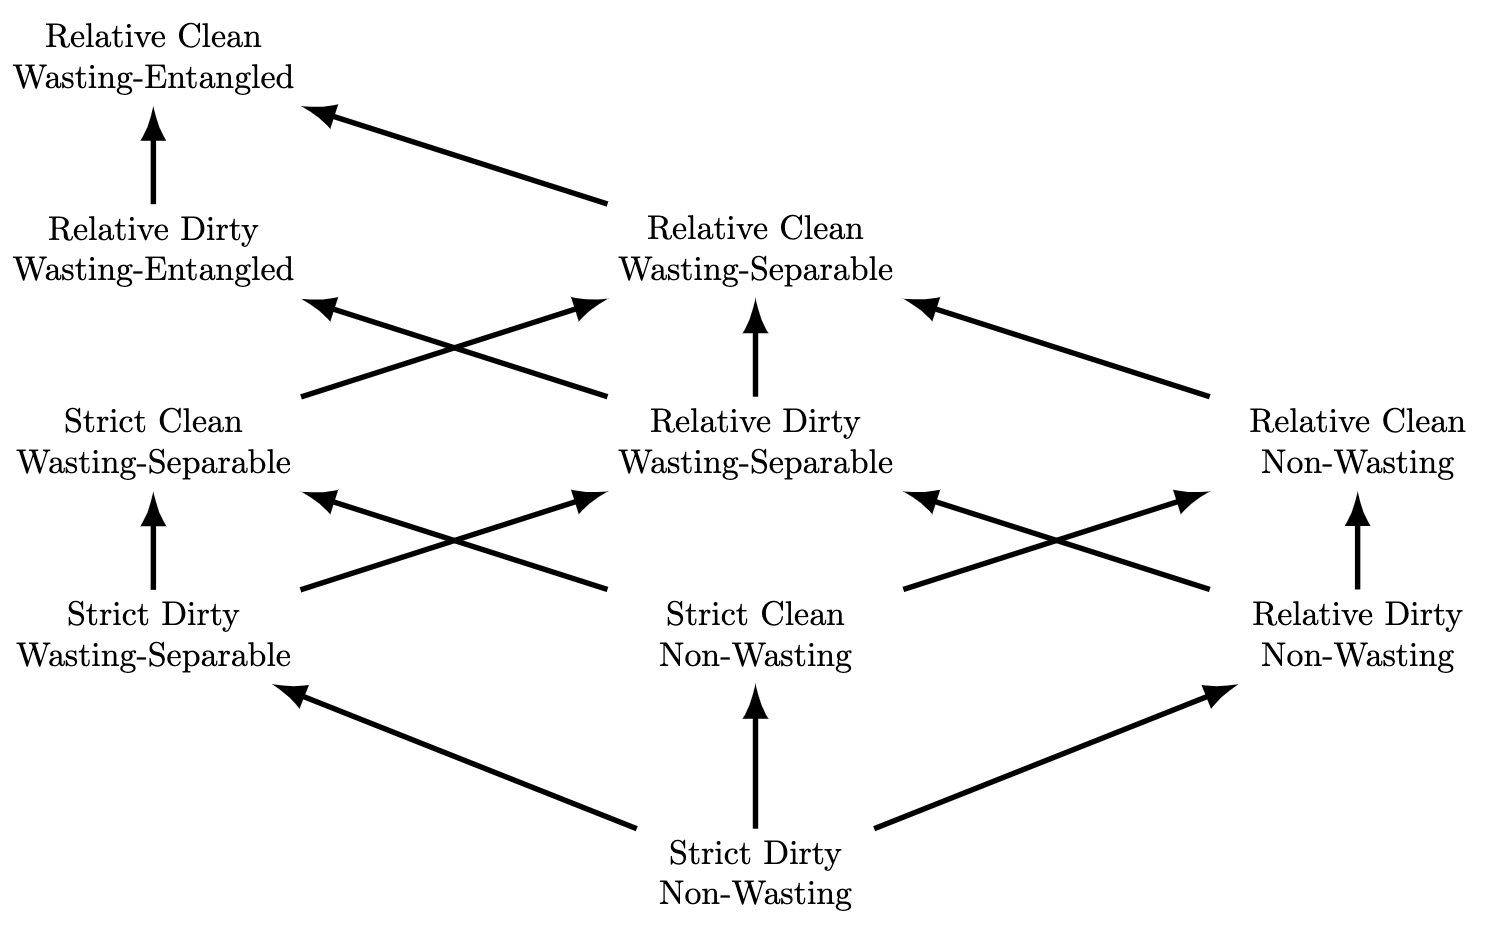 Relative Clean
Wasting-Entangled
Relative Dirty
Wasting-Entangled
Relative Clean
Wasting-Separable
Strict Clean
Wasting-Separable
Relative Dirty
Wasting-Separable
Relative Clean
Non-Wasting
Strict Dirty
Wasting-Separable
Strict Clean
Non-Wasting
Relative Dirty
Non-Wasting
Strict Dirty
Non-Wasting